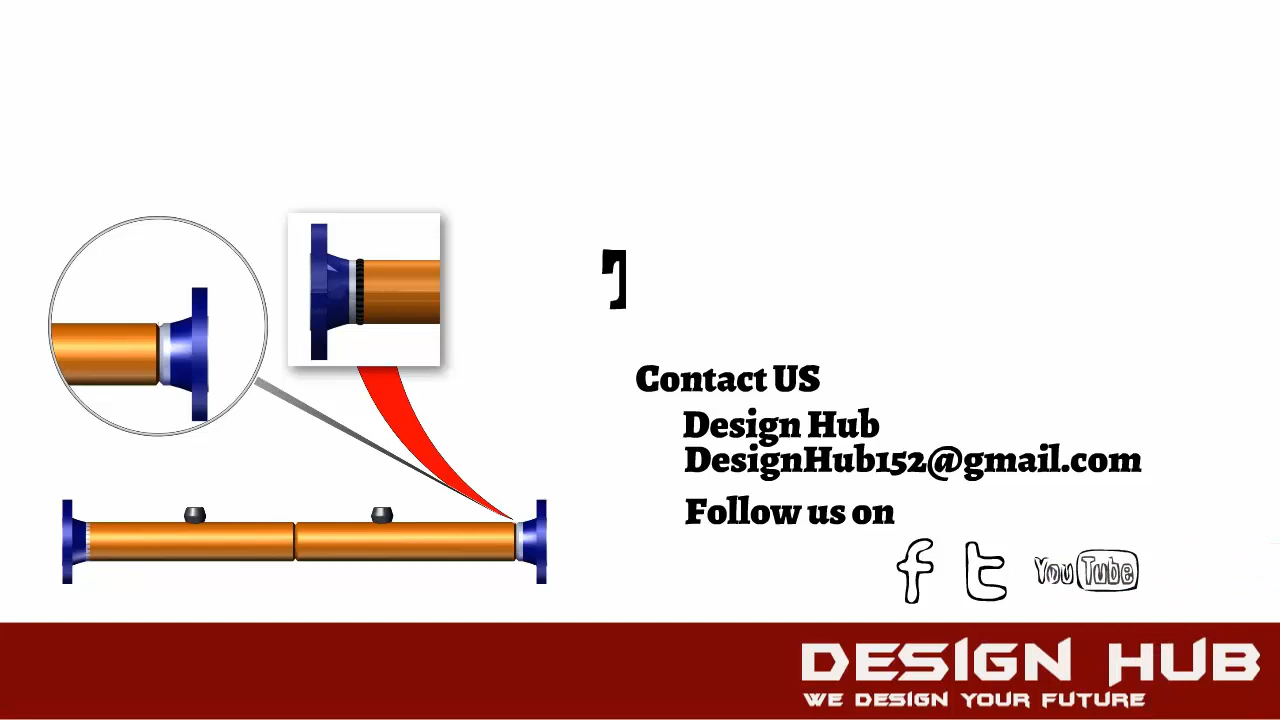 Contact US
Design Hub
DesignHub152@gmail.com
Follow us on
f t YouTube
DESIGN HUB
WE DESIGN YOUR FUTURE